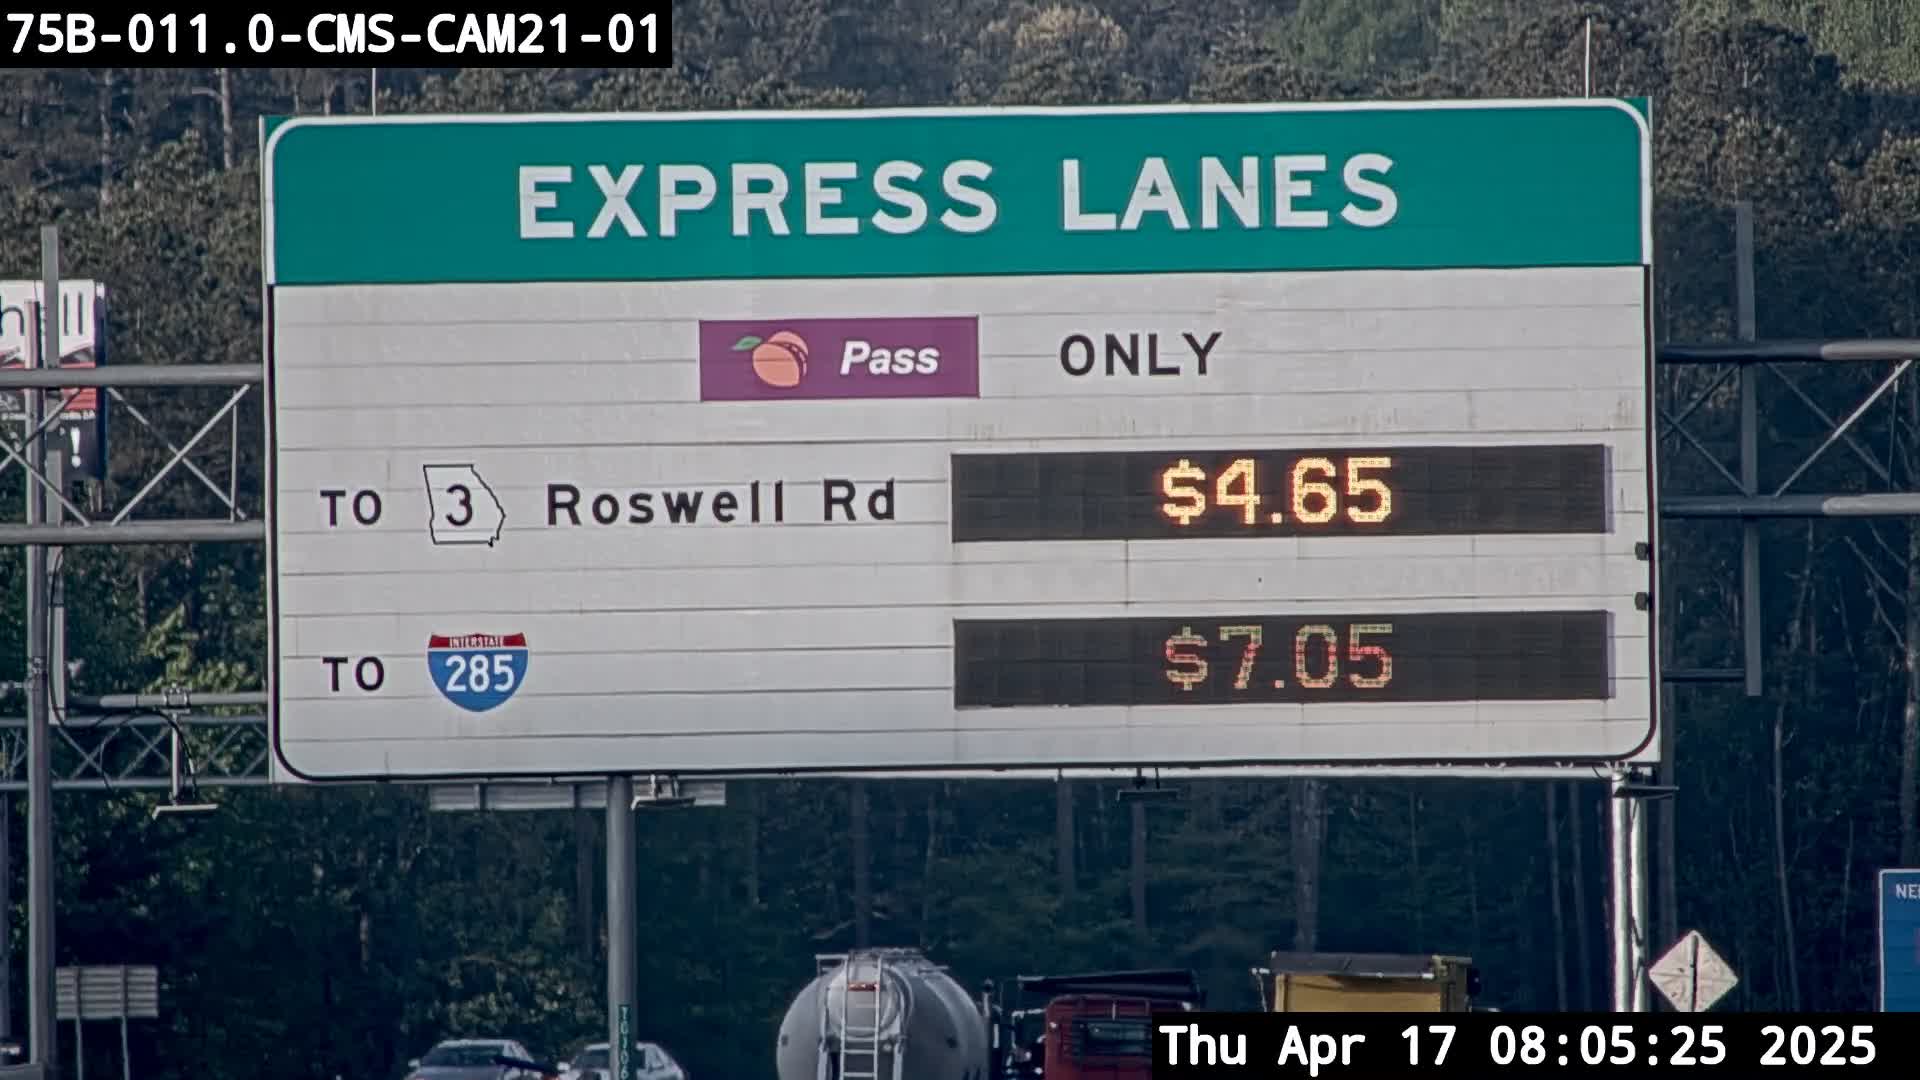 75B-011.0-CMS-CAM21-01
EXPRESS LANES
Pass ONLY
TO 3 Roswell Rd $4.65
TO INTERSTATE 285 $7.05
Thu Apr 17 08:05:25 2025